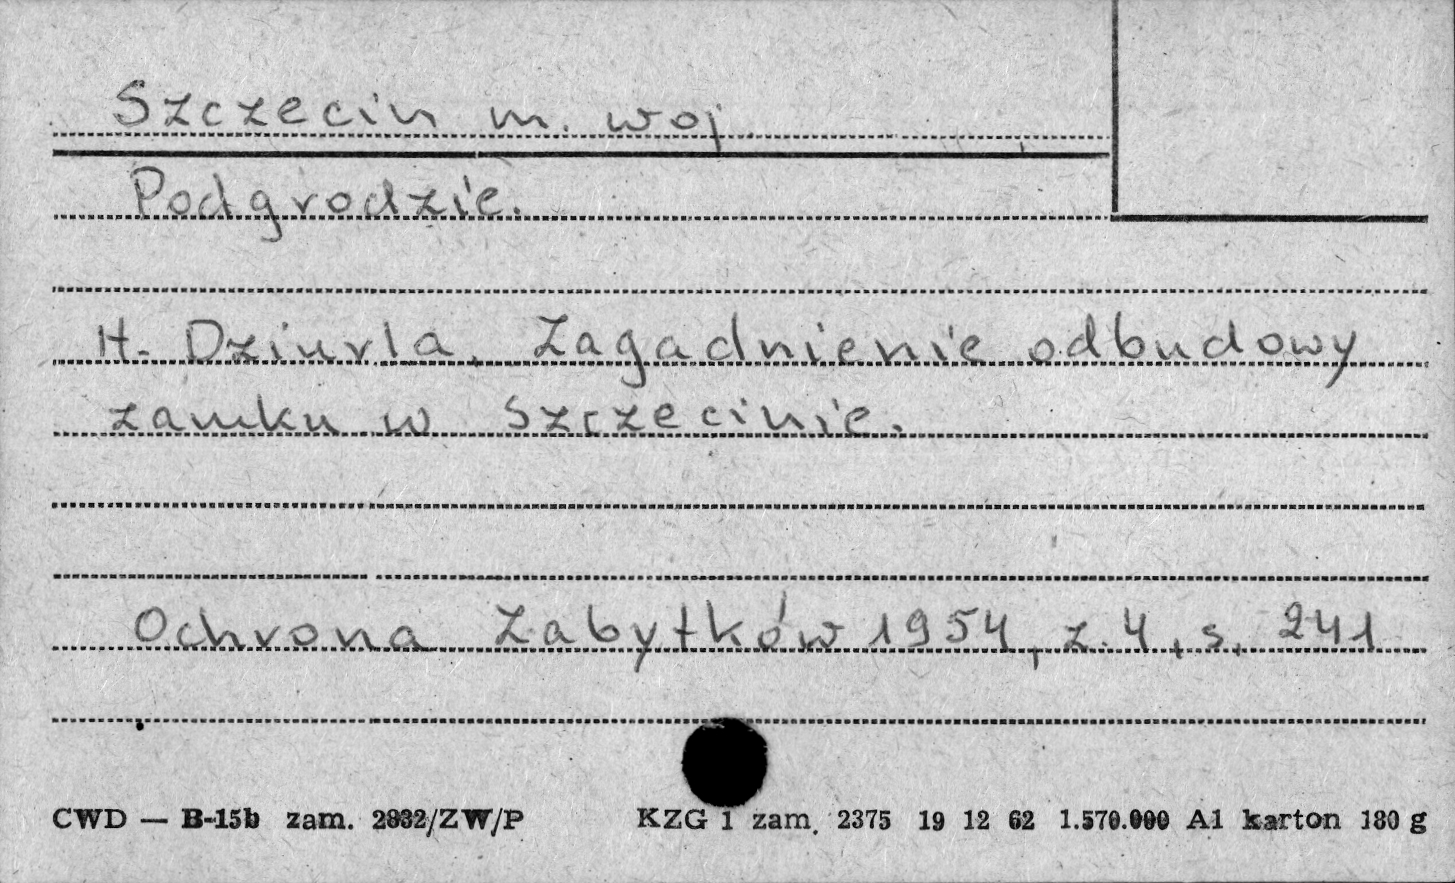 Szczecin m. woj.
Podgrodzie.
H. Dziurla, Zagadnienie odbudowy
zamku w Szczecinie.
Ochrona Zabytków 1954, z. 4, s. 241
CWD — B-15b zam. 2832/ZW/P KZG 1 zam. 2375 19 12 62 1.570.000 A1 karton 180 g